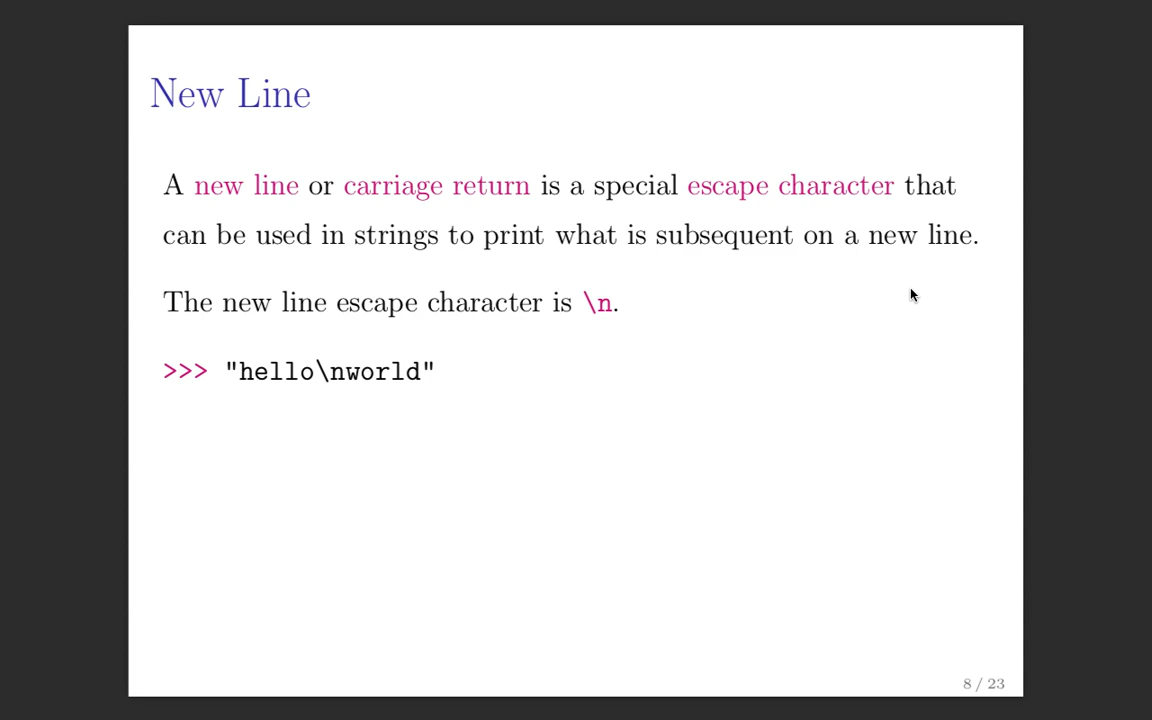 New Line
A new line or carriage return is a special escape character that
can be used in strings to print what is subsequent on a new line.
The new line escape character is \n.
>>> "hello\nworld"
8 / 23